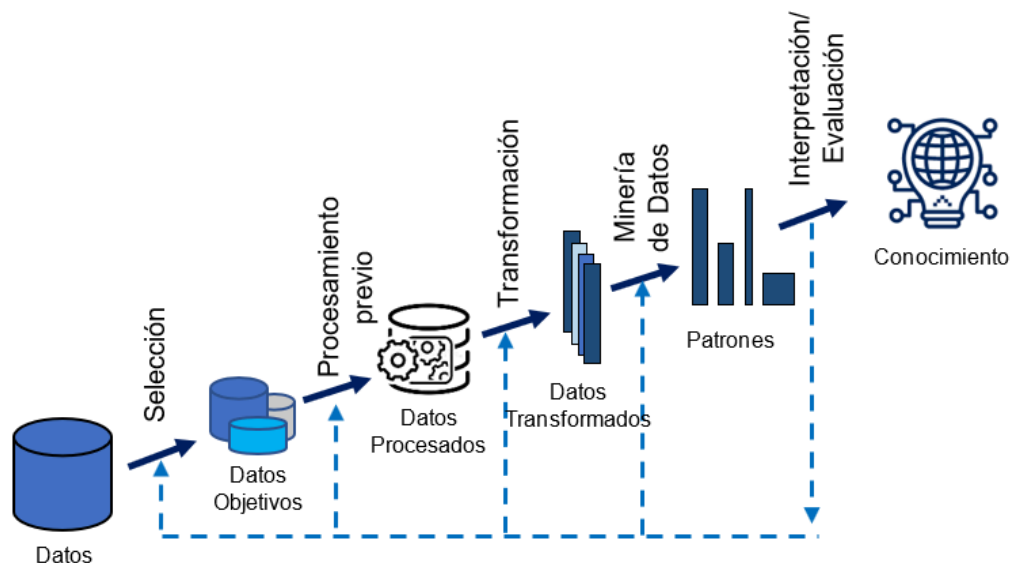 Selección
Procesamiento
previo
Transformación
Minería
de Datos
Interpretación/
Evaluación
Datos
Datos
Objetivos
Datos
Procesados
Datos
Transformados
Patrones
Conocimiento